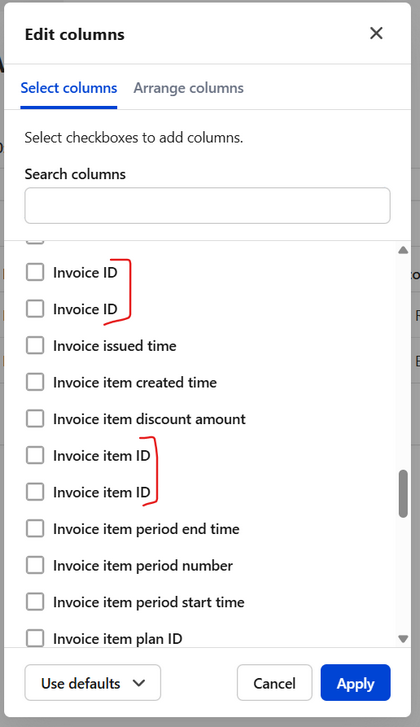 Edit columns
Select columns Arrange columns
Select checkboxes to add columns.
Search columns
Invoice ID
Invoice ID
Invoice issued time
Invoice item created time
Invoice item discount amount
Invoice item ID
Invoice item ID
Invoice item period end time
Invoice item period number
Invoice item period start time
Invoice item plan ID
Use defaults Cancel Apply